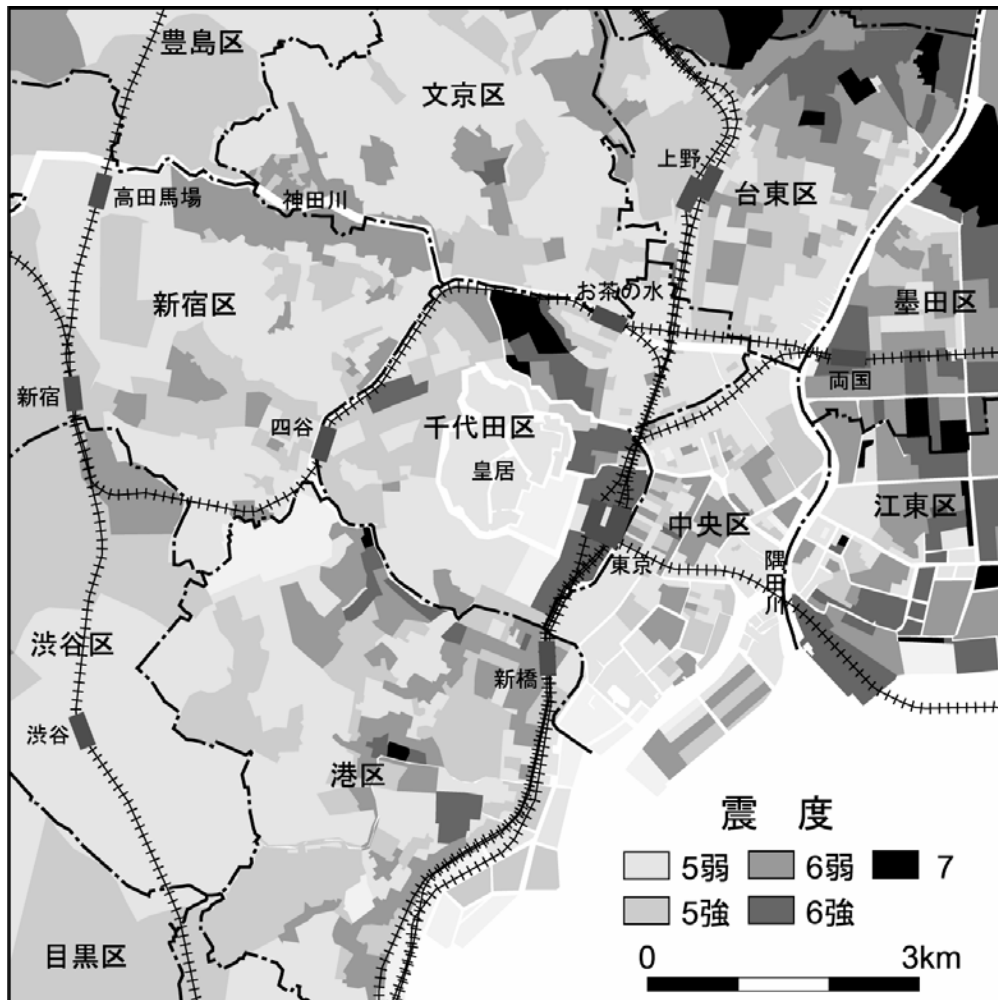 豊島区
文京区
上野
台東区
高田馬場
神田川
お茶の水
墨田区
新宿区
両国
新宿
四谷
千代田区
皇居
江東区
中央区
東京
隅田川
渋谷区
新橋
渋谷
港区
震度
5弱
6弱
7
5強
6強
目黒区
0
3km